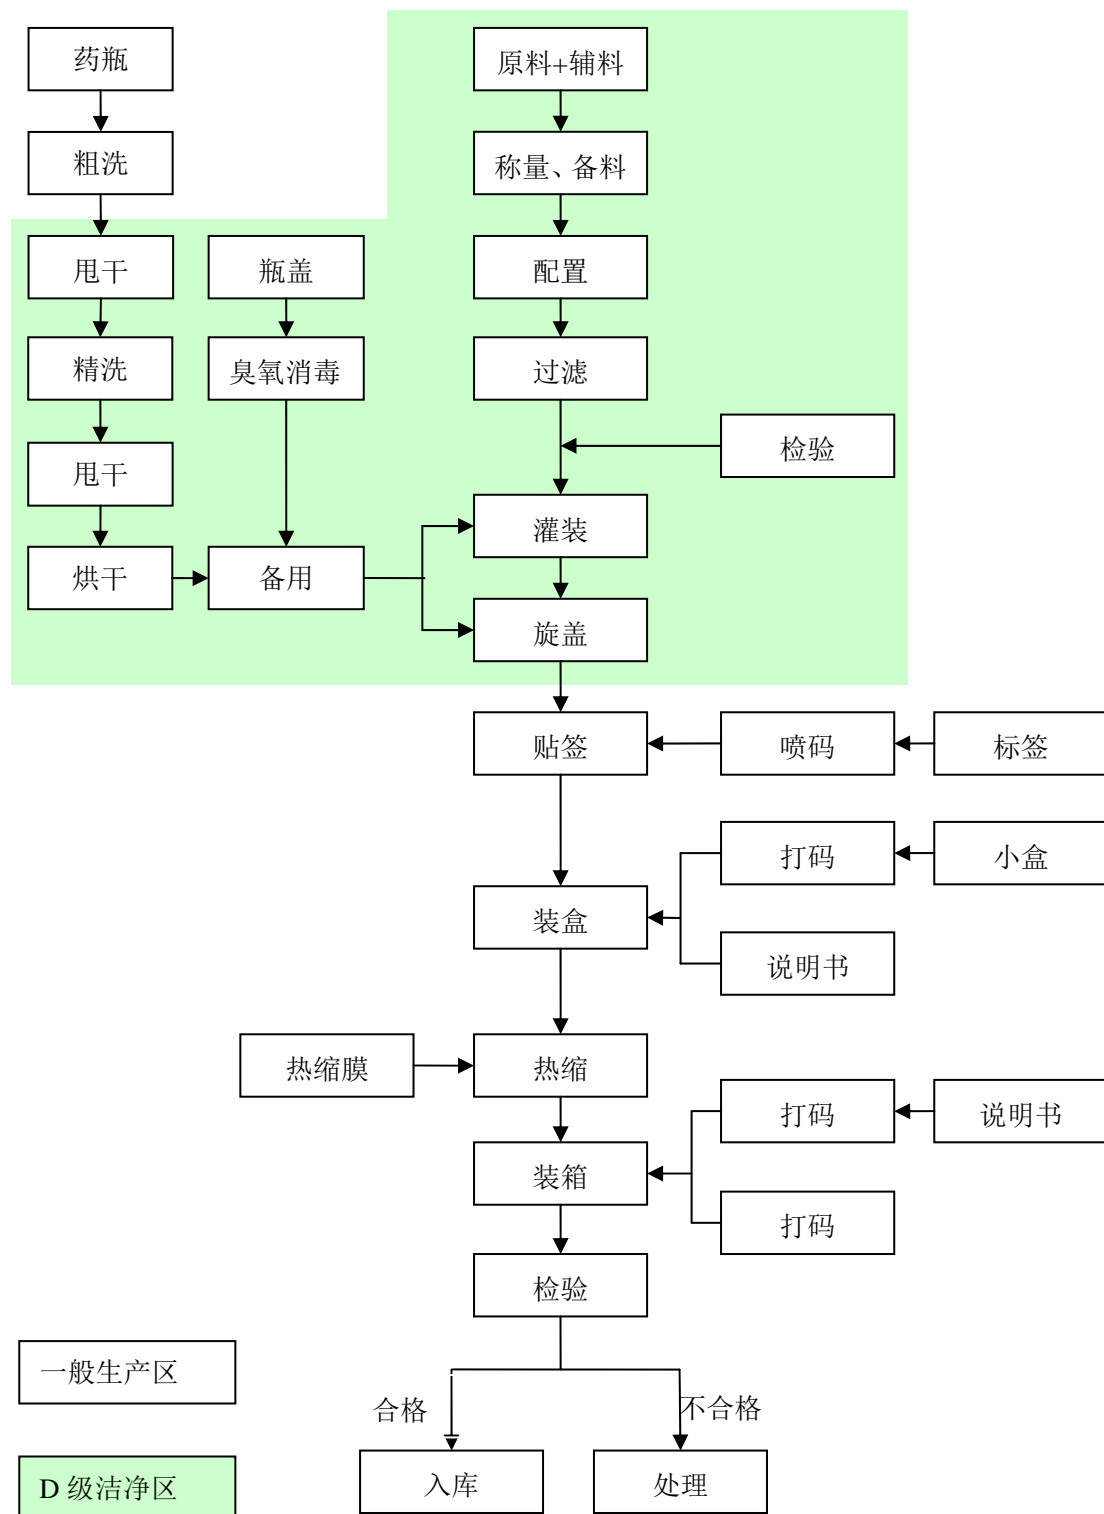 药瓶
原料+辅料
粗洗
称量、备料
甩干
瓶盖
配置
精洗
臭氧消毒
过滤
甩干
检验
灌装
烘干
备用
旋盖
贴签
喷码
标签
打码
小盒
装盒
说明书
热缩膜
热缩
打码
说明书
装箱
打码
检验
一般生产区
合格
不合格
D 级洁净区
入库
处理